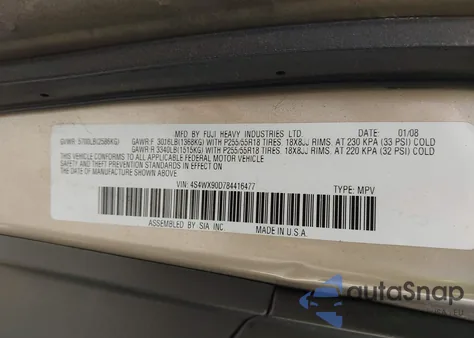 MFD BY FUJI HEAVY INDUSTRIES LTD. DATE: 01/08
GVWR 5700LB(2586KG) GAWR F 3016LB(1368KG) WITH P255/55R18 TIRES, 18X8JJ RIMS, AT 230 KPA (33 PSI) COLD
GAWR R 3340LB(1515KG) WITH P255/55R18 TIRES, 18X8JJ RIMS, AT 220 KPA (32 PSI) COLD
THIS VEHICLE CONFORMS TO ALL APPLICABLE FEDERAL MOTOR VEHICLE
SAFETY AND THEFT PREVENTION STANDARDS IN EFFECT ON
THE DATE OF MANUFACTURE SHOWN ABOVE.
VIN: 4S4WX90D784416477 TYPE: MPV
ASSEMBLED BY SIA INC. MADE IN U.S.A.
autoSnap